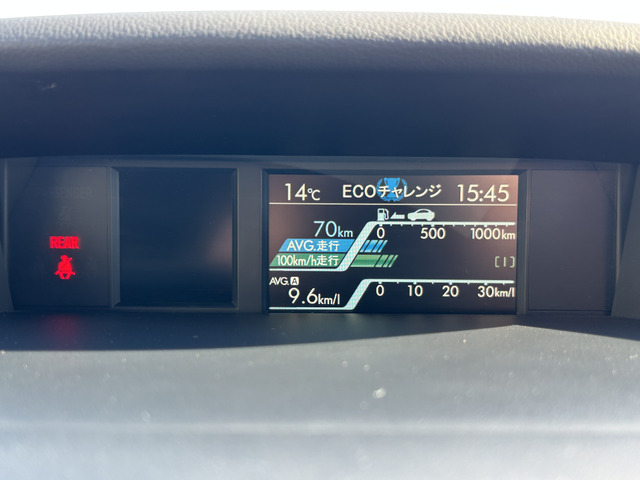 14℃ ECOチャレンジ 15:45
REAR
70km 0 500 1000km
AVG.走行
100km/h走行
[ I ]
AVG. A
9.6km/l 0 10 20 30km/l